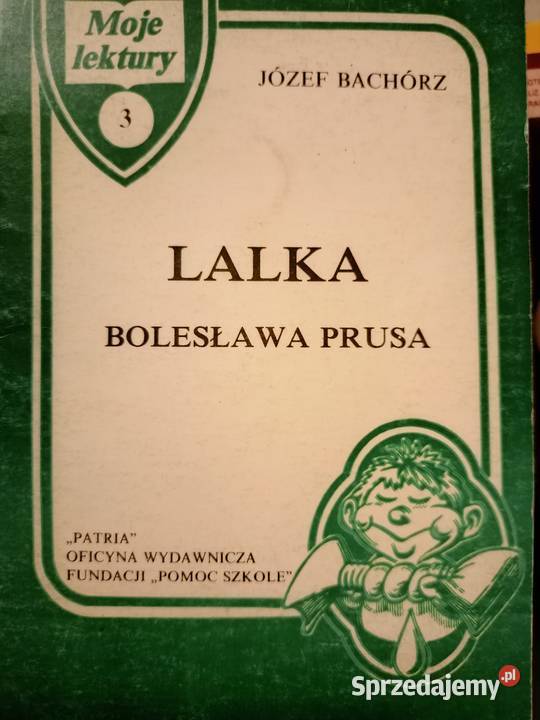 Moje
lektury
3
JÓZEF BACHÓRZ
LALKA
BOLESŁAWA PRUSA
„PATRIA”
OFICYNA WYDAWNICZA
FUNDACJI „POMOC SZKOLE”
Sprzedajemy.pl